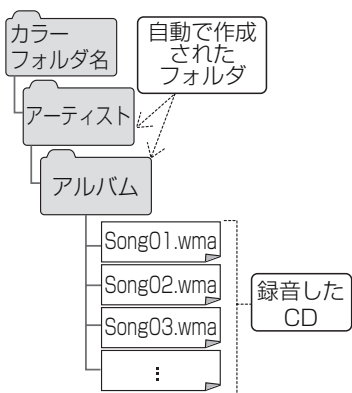 カラー
フォルダ名
自動で作成
された
フォルダ
アーティスト
アルバム
Song01.wma
Song02.wma
Song03.wma
⋮
録音した
CD